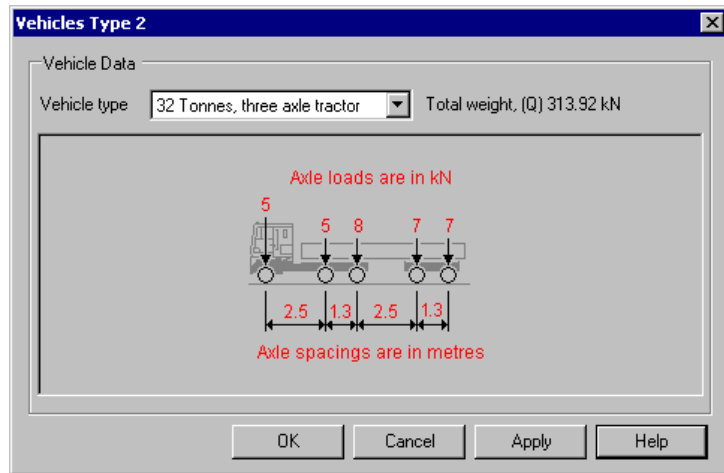 Vehicles Type 2
Vehicle Data
Vehicle type 32 Tonnes, three axle tractor Total weight, (Q) 313.92 kN
Axle loads are in kN
5
5 8 7 7
2.5 1.3 2.5 1.3
Axle spacings are in metres
OK Cancel Apply Help